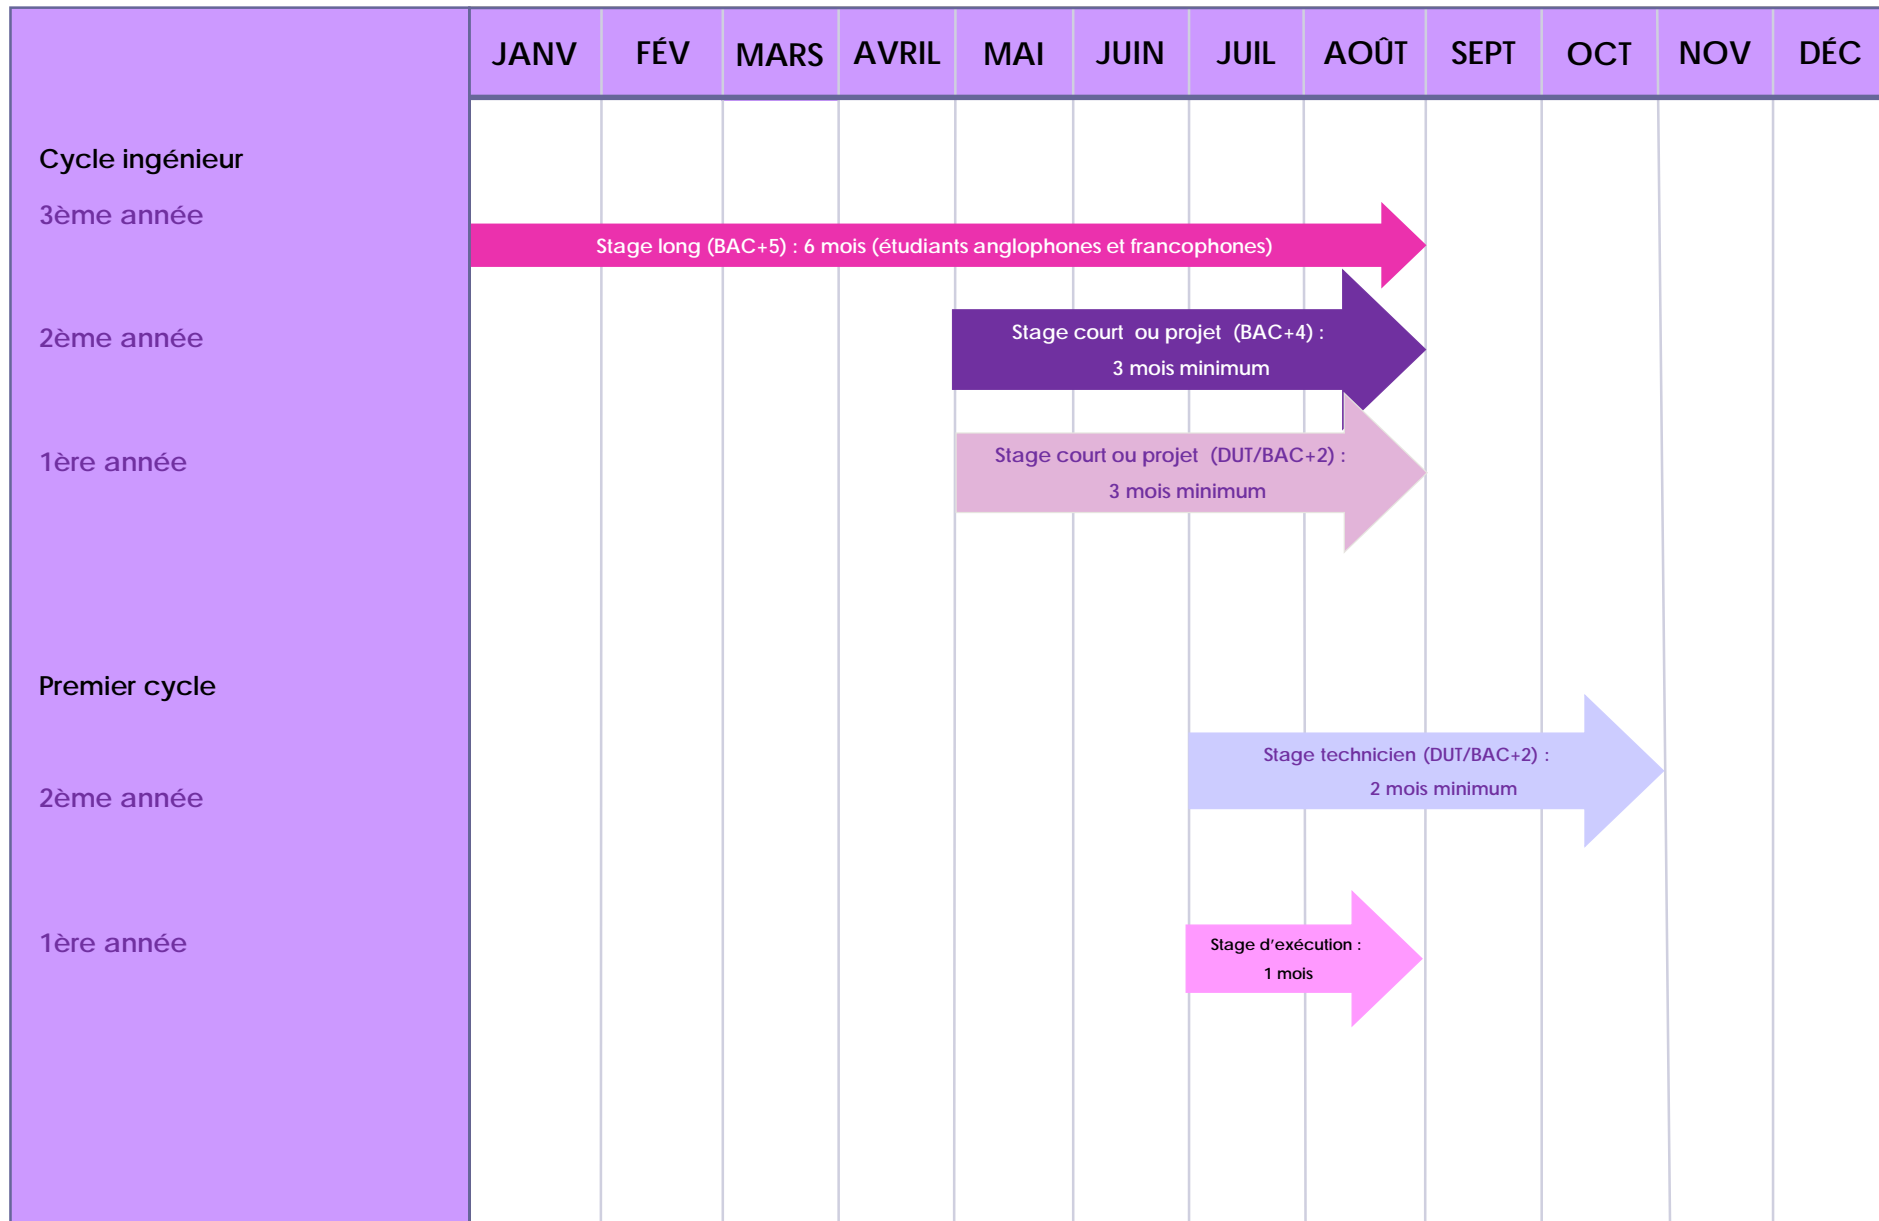 JANV FÉV MARS AVRIL MAI JUIN JUIL AOÛT SEPT OCT NOV DÉC
Cycle ingénieur
3ème année
Stage long (BAC+5) : 6 mois (étudiants anglophones et francophones)
2ème année
Stage court ou projet (BAC+4) :
3 mois minimum
1ère année
Stage court ou projet (DUT/BAC+2) :
3 mois minimum
Premier cycle
2ème année
Stage technicien (DUT/BAC+2) :
2 mois minimum
1ère année
Stage d’exécution :
1 mois